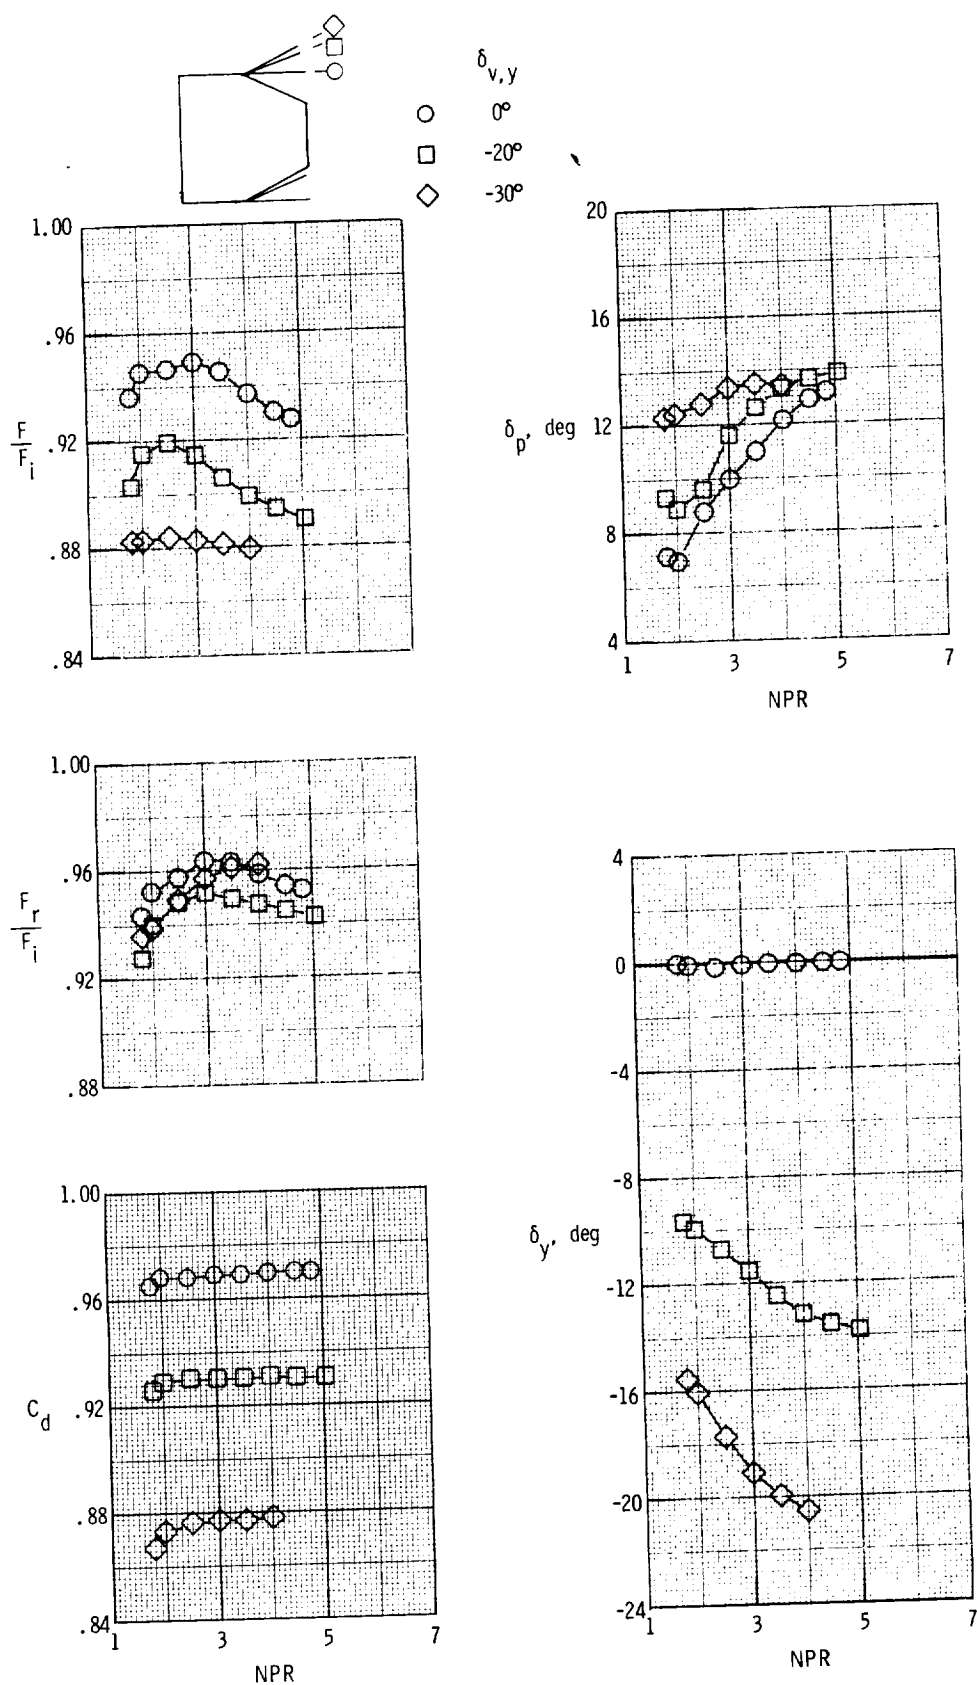 δv,y
0°
-20°
-30°
1.00
.96
F/Fi
.92
.88
.84
20
16
δp, deg
12
8
4
1 3 5 7
NPR
1.00
.96
Fr/Fi
.92
.88
1.00
.96
Cd
.92
.88
.84
1 3 5 7
NPR
4
0
-4
-8
δy, deg
-12
-16
-20
-24
1 3 5 7
NPR